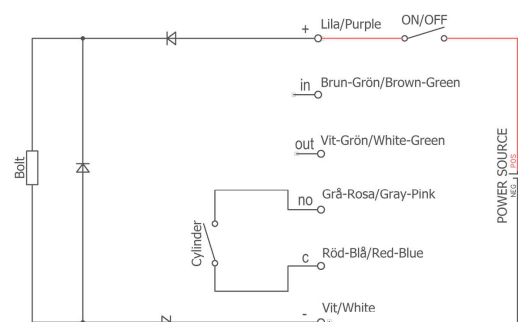 + Lila/Purple ON/OFF
in Brun-Grön/Brown-Green
out Vit-Grön/White-Green
Bolt
POWER SOURCE
NEG POS
no Grå-Rosa/Gray-Pink
Cylinder
c Röd-Blå/Red-Blue
- Vit/White